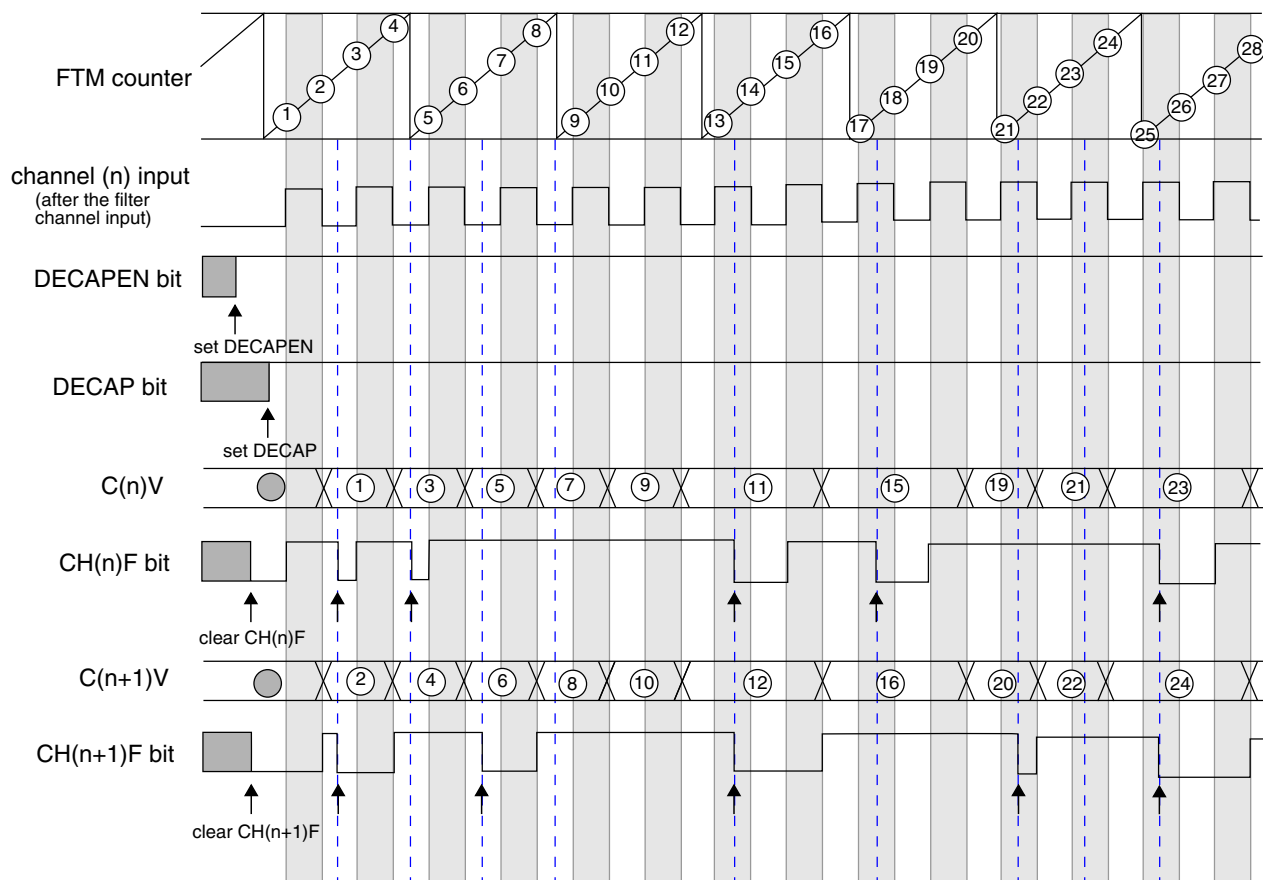 FTM counter
1 2 3 4 5 6 7 8 9 10 11 12 13 14 15 16 17 18 19 20 21 22 23 24 25 26 27 28
channel (n) input
(after the filter
channel input)
DECAPEN bit
set DECAPEN
DECAP bit
set DECAP
C(n)V
1 3 5 7 9 11 15 19 21 23
CH(n)F bit
clear CH(n)F
C(n+1)V
2 4 6 8 10 12 16 20 22 24
CH(n+1)F bit
clear CH(n+1)F